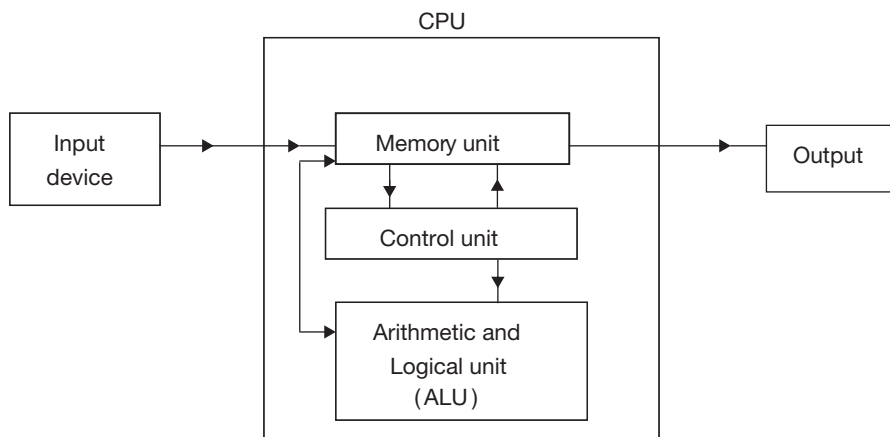 CPU
Input
device
Memory unit
Output
Control unit
Arithmetic and
Logical unit
(ALU)